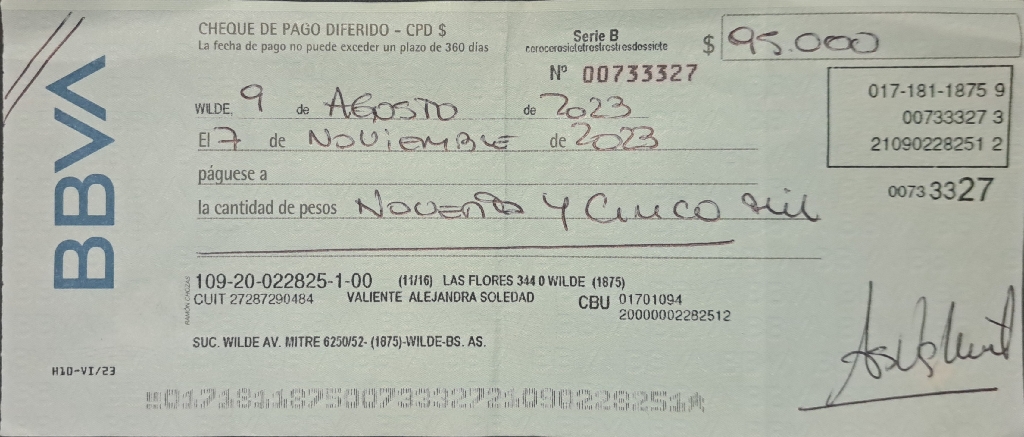 BBVA
CHEQUE DE PAGO DIFERIDO - CPD $
La fecha de pago no puede exceder un plazo de 360 días
Serie B
cerocerosietetrestrestresdossiete
Nº 00733327
$ 95.000
017-181-1875 9
00733327 3
21090228251 2
00733327
WILDE, 9 de AGOSTO de 2023
El 7 de NOVIEMBRE de 2023
páguese a
la cantidad de pesos Noventa y Cinco mil
109-20-022825-1-00 (11/16) LAS FLORES 344 0 WILDE (1875)
CUIT 27287290484 VALIENTE ALEJANDRA SOLEDAD CBU 01701094
20000002282512
SUC. WILDE AV. MITRE 6250/52- (1875)-WILDE-BS. AS.
H10-VI/23